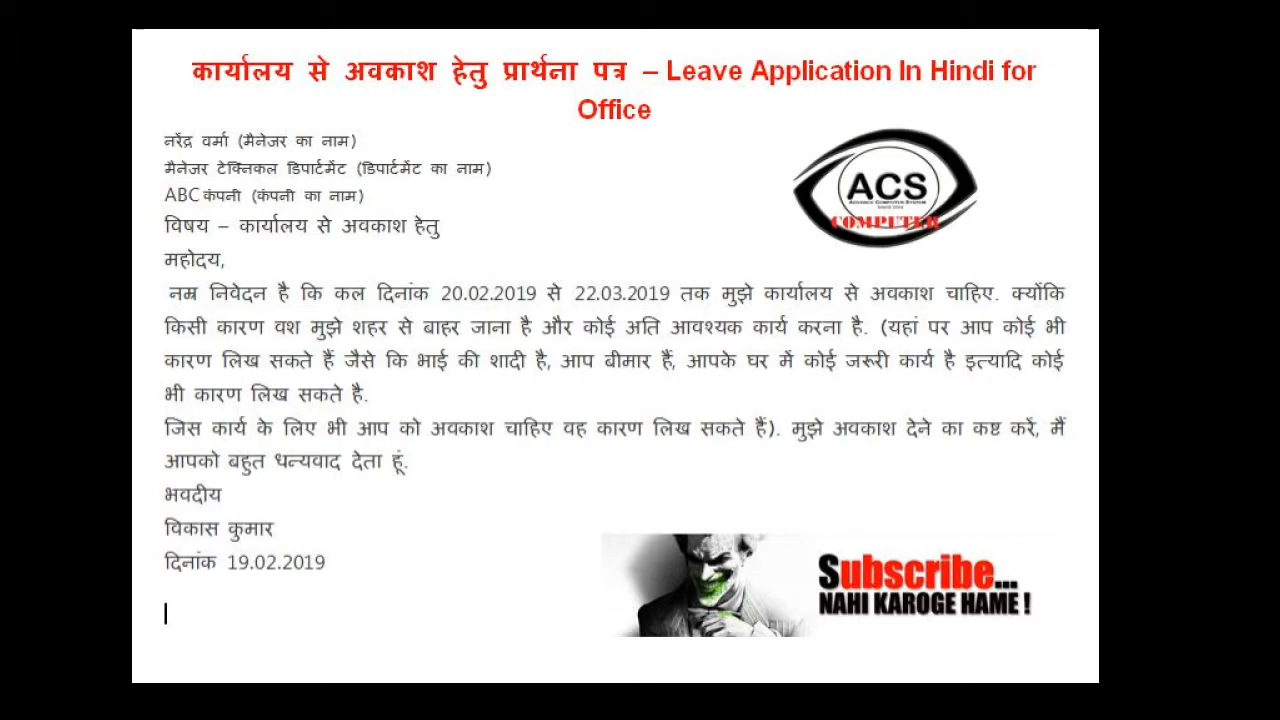 कार्यालय से अवकाश हेतु प्रार्थना पत्र – Leave Application In Hindi for
Office
नरेंद्र वर्मा (मैनेजर का नाम)
मैनेजर टेक्निकल डिपार्टमेंट (डिपार्टमेंट का नाम)
ABC कंपनी (कंपनी का नाम)
विषय – कार्यालय से अवकाश हेतु
महोदय,
नम्र निवेदन है कि कल दिनांक 20.02.2019 से 22.03.2019 तक मुझे कार्यालय से अवकाश चाहिए. क्योंकि
किसी कारण वश मुझे शहर से बाहर जाना है और कोई अति आवश्यक कार्य करना है. (यहां पर आप कोई भी
कारण लिख सकते हैं जैसे कि भाई की शादी है, आप बीमार हैं, आपके घर में कोई जरूरी कार्य है इत्यादि कोई
भी कारण लिख सकते है.
जिस कार्य के लिए भी आप को अवकाश चाहिए वह कारण लिख सकते हैं). मुझे अवकाश देने का कष्ट करें, मैं
आपको बहुत धन्यवाद देता हूं.
भवदीय
विकास कुमार
दिनांक 19.02.2019
ACS
ADVANCE COMPUTER SYSTEM
COMPUTER
Subscribe...
NAHI KAROGE HAME !